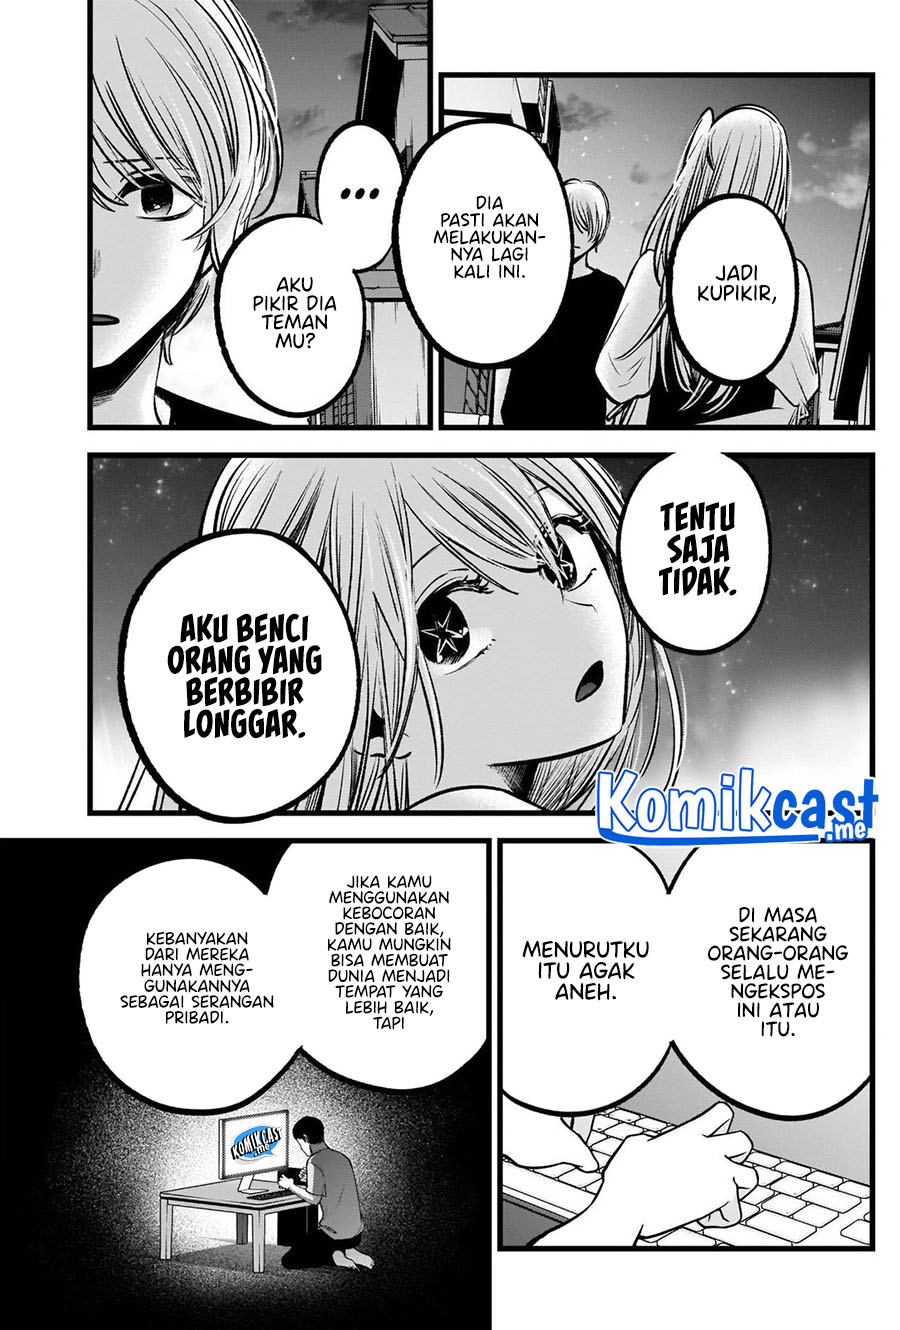 JADI
KUPIKIR,
DIA
PASTI AKAN
MELAKUKAN-
NYA LAGI
KALI INI.
...
AKU
PIKIR DIA
TEMAN
MU?
TENTU
SAJA
TIDAK.
AKU BENCI
ORANG YANG
BERBIBIR
LONGGAR.
Komikcast
.me
DI MASA
SEKARANG
ORANG-ORANG
SELALU ME-
NGEKSPOS
INI ATAU
ITU.
MENURUTKU
ITU AGAK
ANEH.
JIKA KAMU
MENGGUNAKAN
KEBOCORAN
DENGAN BAIK,
KAMU MUNGKIN
BISA MEMBUAT
DUNIA MENJADI
TEMPAT YANG
LEBIH BAIK,
TAPI
KEBANYAKAN
DARI MEREKA
HANYA MENG-
GUNAKANNYA
SEBAGAI SERANGAN
PRIBADI.
KOMIKCAST
.me